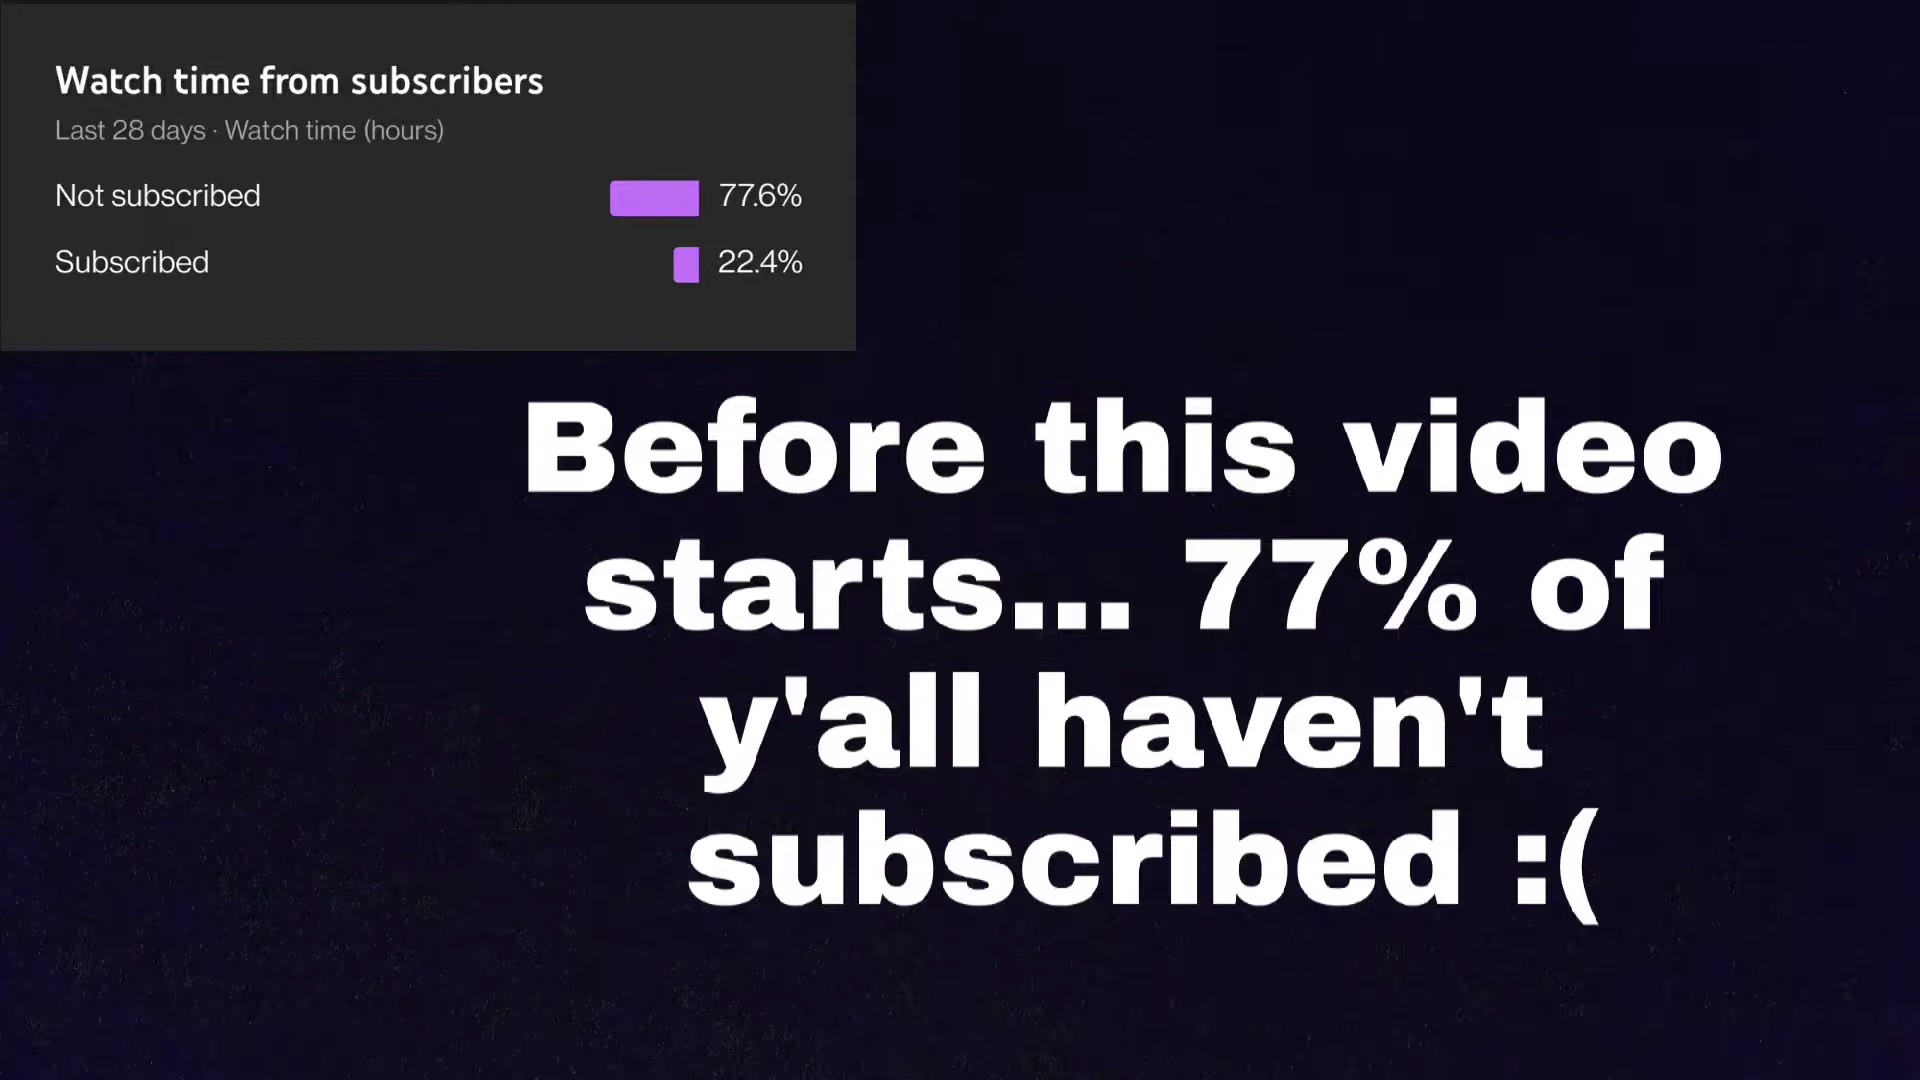 Watch time from subscribers
Last 28 days · Watch time (hours)
Not subscribed 77.6%
Subscribed 22.4%
Before this video
starts... 77% of
y'all haven't
subscribed :(